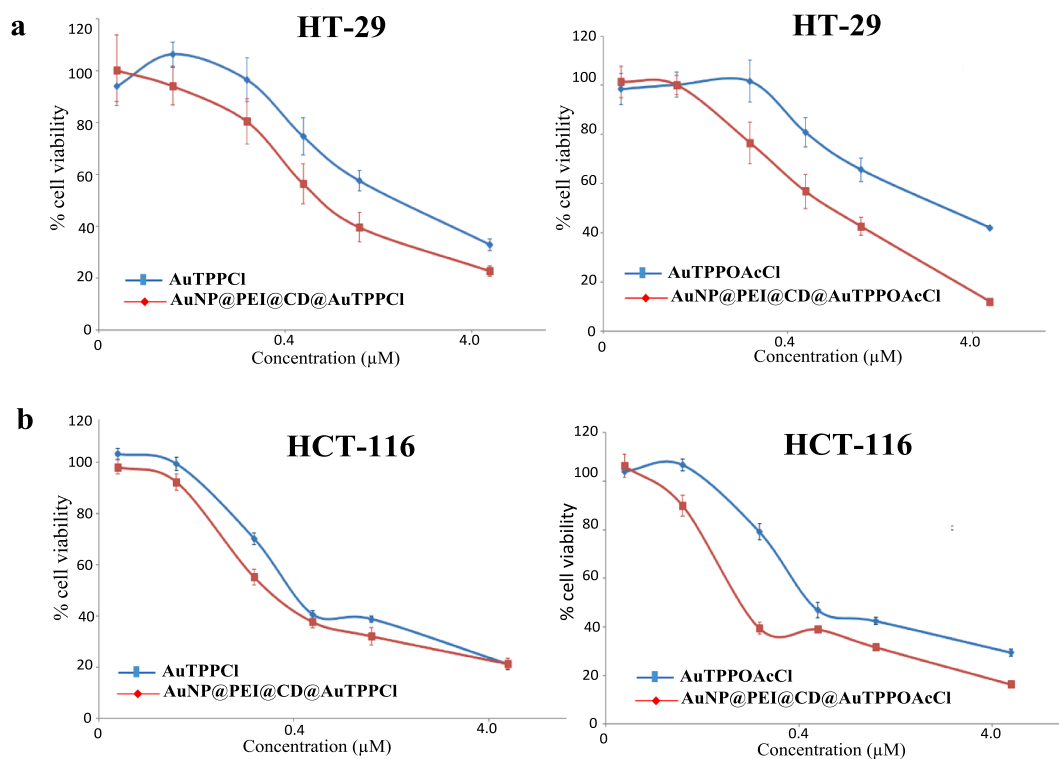 a
HT-29
120
100
80
60
40
20
0
% cell viability
AuTPPCl
AuNP@PEI@CD@AuTPPCl
0
0.4
4.0
Concentration (µM)
HT-29
120
100
80
60
40
20
0
% cell viability
AuTPPOAcCl
AuNP@PEI@CD@AuTPPOAcCl
0
0.4
4.0
Concentration (µM)
b
HCT-116
120
100
80
60
40
20
0
% cell viability
AuTPPCl
AuNP@PEI@CD@AuTPPCl
0
0.4
4.0
Concentration (µM)
HCT-116
120
100
80
60
40
20
0
% cell viability
AuTPPOAcCl
AuNP@PEI@CD@AuTPPOAcCl
0
0.4
4.0
Concentration (µM)